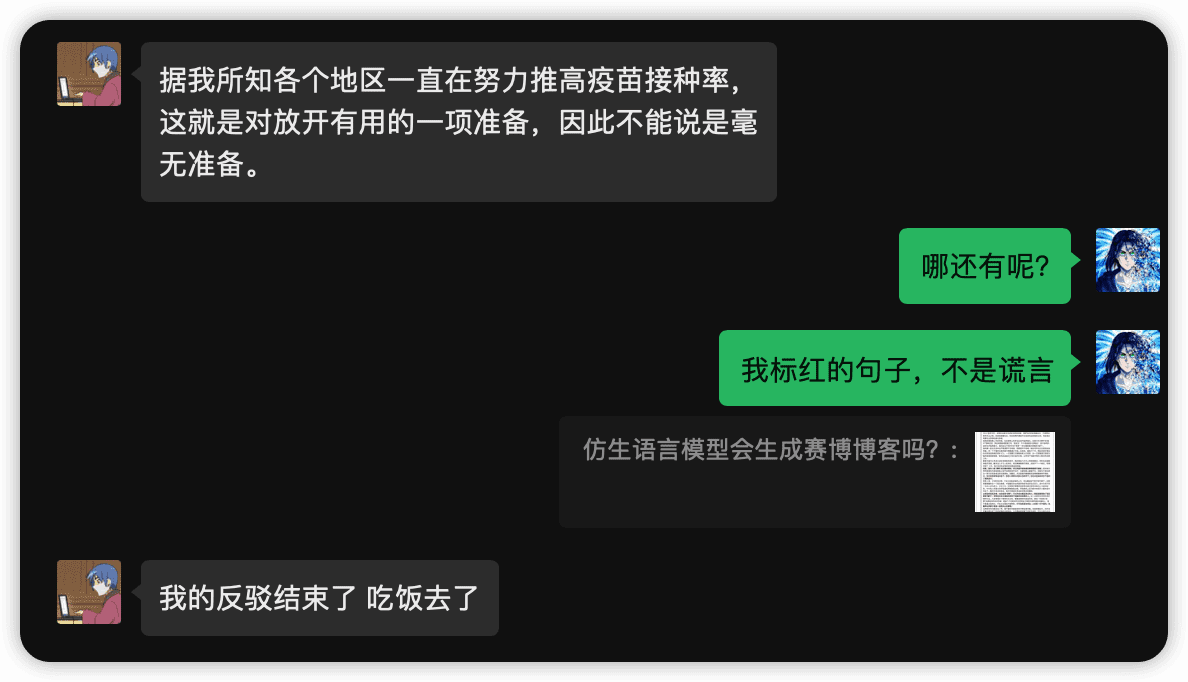 据我所知各个地区一直在努力推高疫苗接种率,
这就是对放开有用的一项准备，因此不能说是毫
无准备。
哪还有呢?
我标红的句子，不是谎言
仿生语言模型会生成赛博博客吗? :
我的反驳结束了 吃饭去了